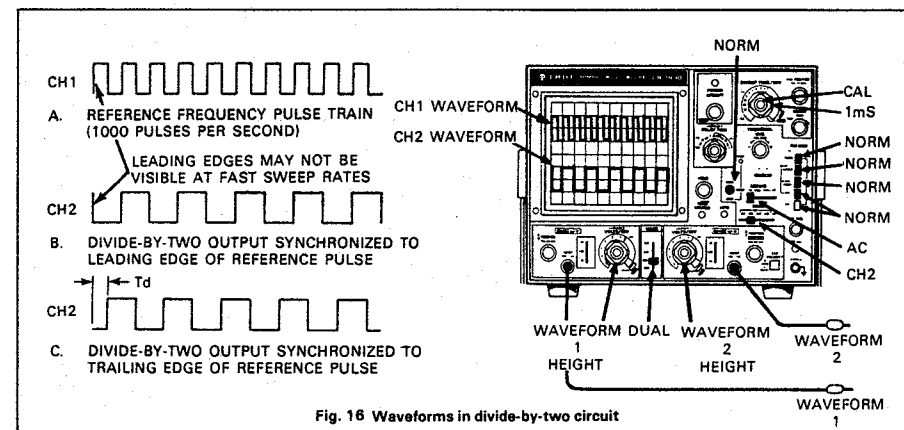 CH1
A. REFERENCE FREQUENCY PULSE TRAIN
(1000 PULSES PER SECOND)
LEADING EDGES MAY NOT BE
VISIBLE AT FAST SWEEP RATES
CH2
B. DIVIDE-BY-TWO OUTPUT SYNCHRONIZED TO
LEADING EDGE OF REFERENCE PULSE
Td
CH2
C. DIVIDE-BY-TWO OUTPUT SYNCHRONIZED TO
TRAILING EDGE OF REFERENCE PULSE
NORM
CH1 WAVEFORM
CH2 WAVEFORM
CAL
1mS
NORM
NORM
NORM
NORM
AC
CH2
WAVEFORM
1
HEIGHT
DUAL
WAVEFORM
2
HEIGHT
WAVEFORM
2
WAVEFORM
1
Fig. 16 Waveforms in divide-by-two circuit